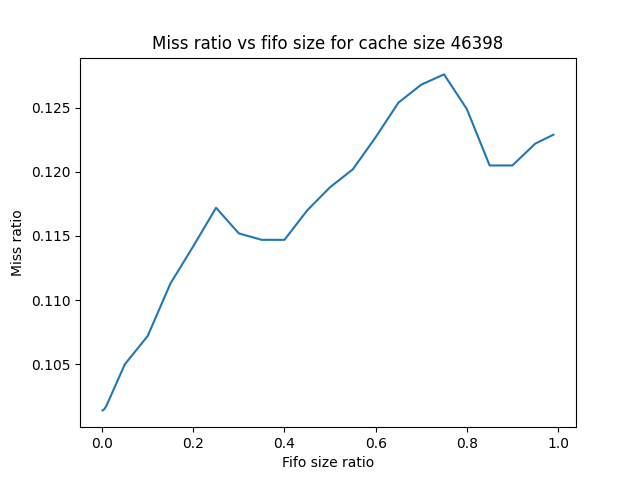 Miss ratio vs fifo size for cache size 46398
0.125
0.120
0.115
0.110
0.105
Miss ratio
0.0 0.2 0.4 0.6 0.8 1.0
Fifo size ratio